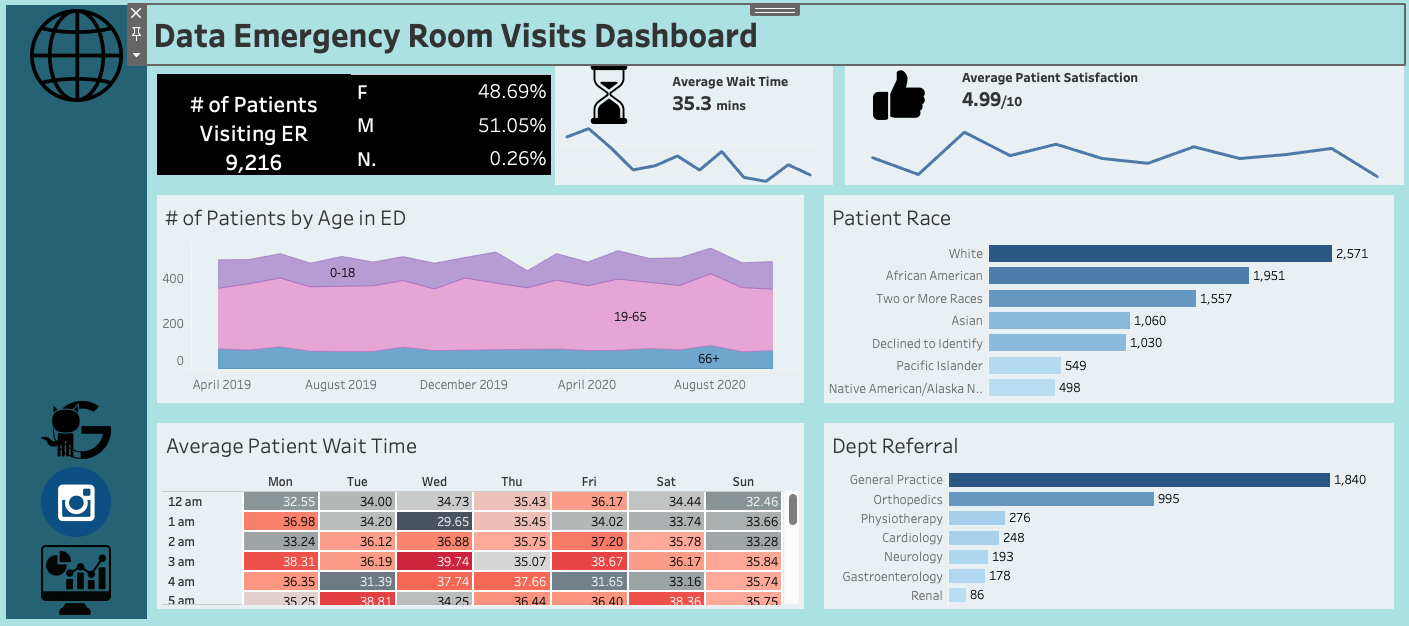 Data Emergency Room Visits Dashboard
# of Patients
Visiting ER
9,216
F 48.69%
M 51.05%
N. 0.26%
Average Wait Time
35.3 mins
Average Patient Satisfaction
4.99/10
# of Patients by Age in ED
400
200
0
0-18
19-65
66+
April 2019 August 2019 December 2019 April 2020 August 2020
Patient Race
White 2,571
African American 1,951
Two or More Races 1,557
Asian 1,060
Declined to Identify 1,030
Pacific Islander 549
Native American/Alaska N.. 498
Average Patient Wait Time
Mon Tue Wed Thu Fri Sat Sun
12 am 32.55 34.00 34.73 35.43 36.17 34.44 32.46
1 am 36.98 34.20 29.65 35.45 34.02 33.74 33.66
2 am 33.24 36.12 36.88 35.75 37.20 35.78 33.28
3 am 38.31 36.19 39.74 35.07 38.67 36.17 35.84
4 am 36.35 31.39 37.74 37.66 31.65 33.16 35.74
5 am 35.25 38.81 34.25 36.44 36.40 38.36 35.75
Dept Referral
General Practice 1,840
Orthopedics 995
Physiotherapy 276
Cardiology 248
Neurology 193
Gastroenterology 178
Renal 86